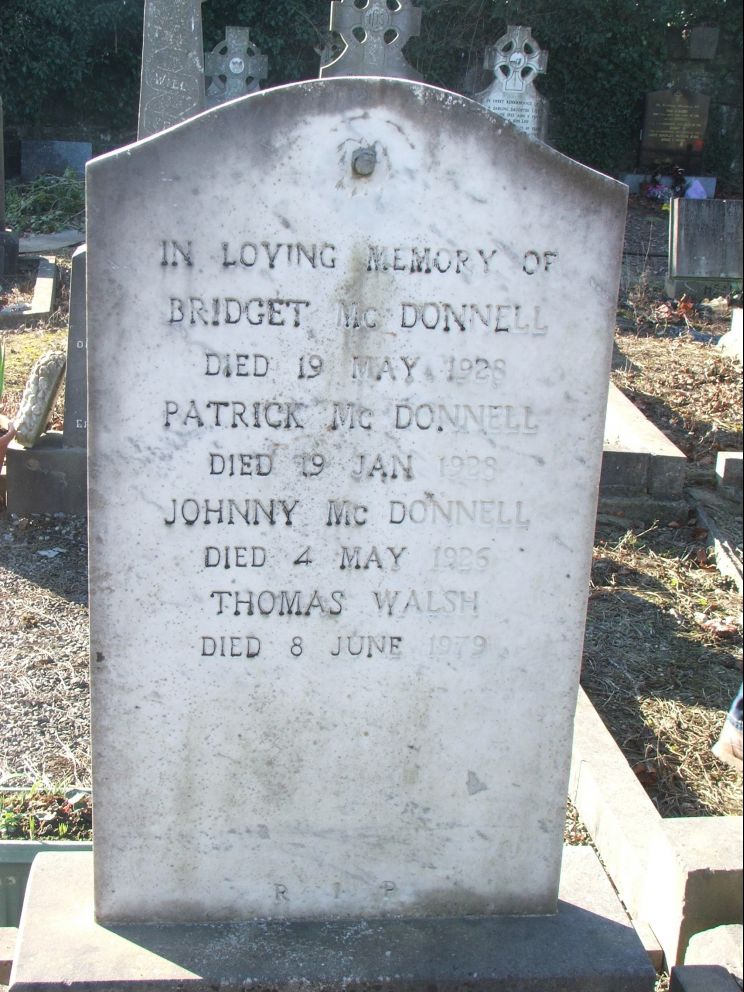 IN LOVING MEMORY OF
BRIDGET Mc DONNELL
DIED 19 MAY 1928
PATRICK Mc DONNELL
DIED 19 JAN 1928
JOHNNY Mc DONNELL
DIED 4 MAY 1926
THOMAS WALSH
DIED 8 JUNE 1979
R I P